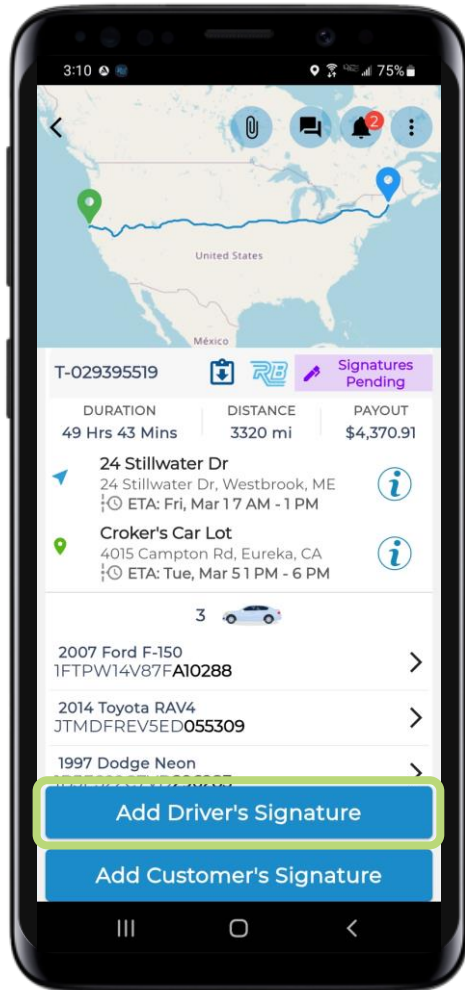 3:10 75%
2
United States
México
T-029395519 RB Signatures Pending
DURATION DISTANCE PAYOUT
49 Hrs 43 Mins 3320 mi $4,370.91
24 Stillwater Dr
24 Stillwater Dr, Westbrook, ME
ETA: Fri, Mar 1 7 AM - 1 PM
Croker's Car Lot
4015 Campton Rd, Eureka, CA
ETA: Tue, Mar 5 1 PM - 6 PM
3
2007 Ford F-150
1FTPW14V87FA10288
2014 Toyota RAV4
JTMDFREV5ED055309
1997 Dodge Neon
Add Driver's Signature
Add Customer's Signature